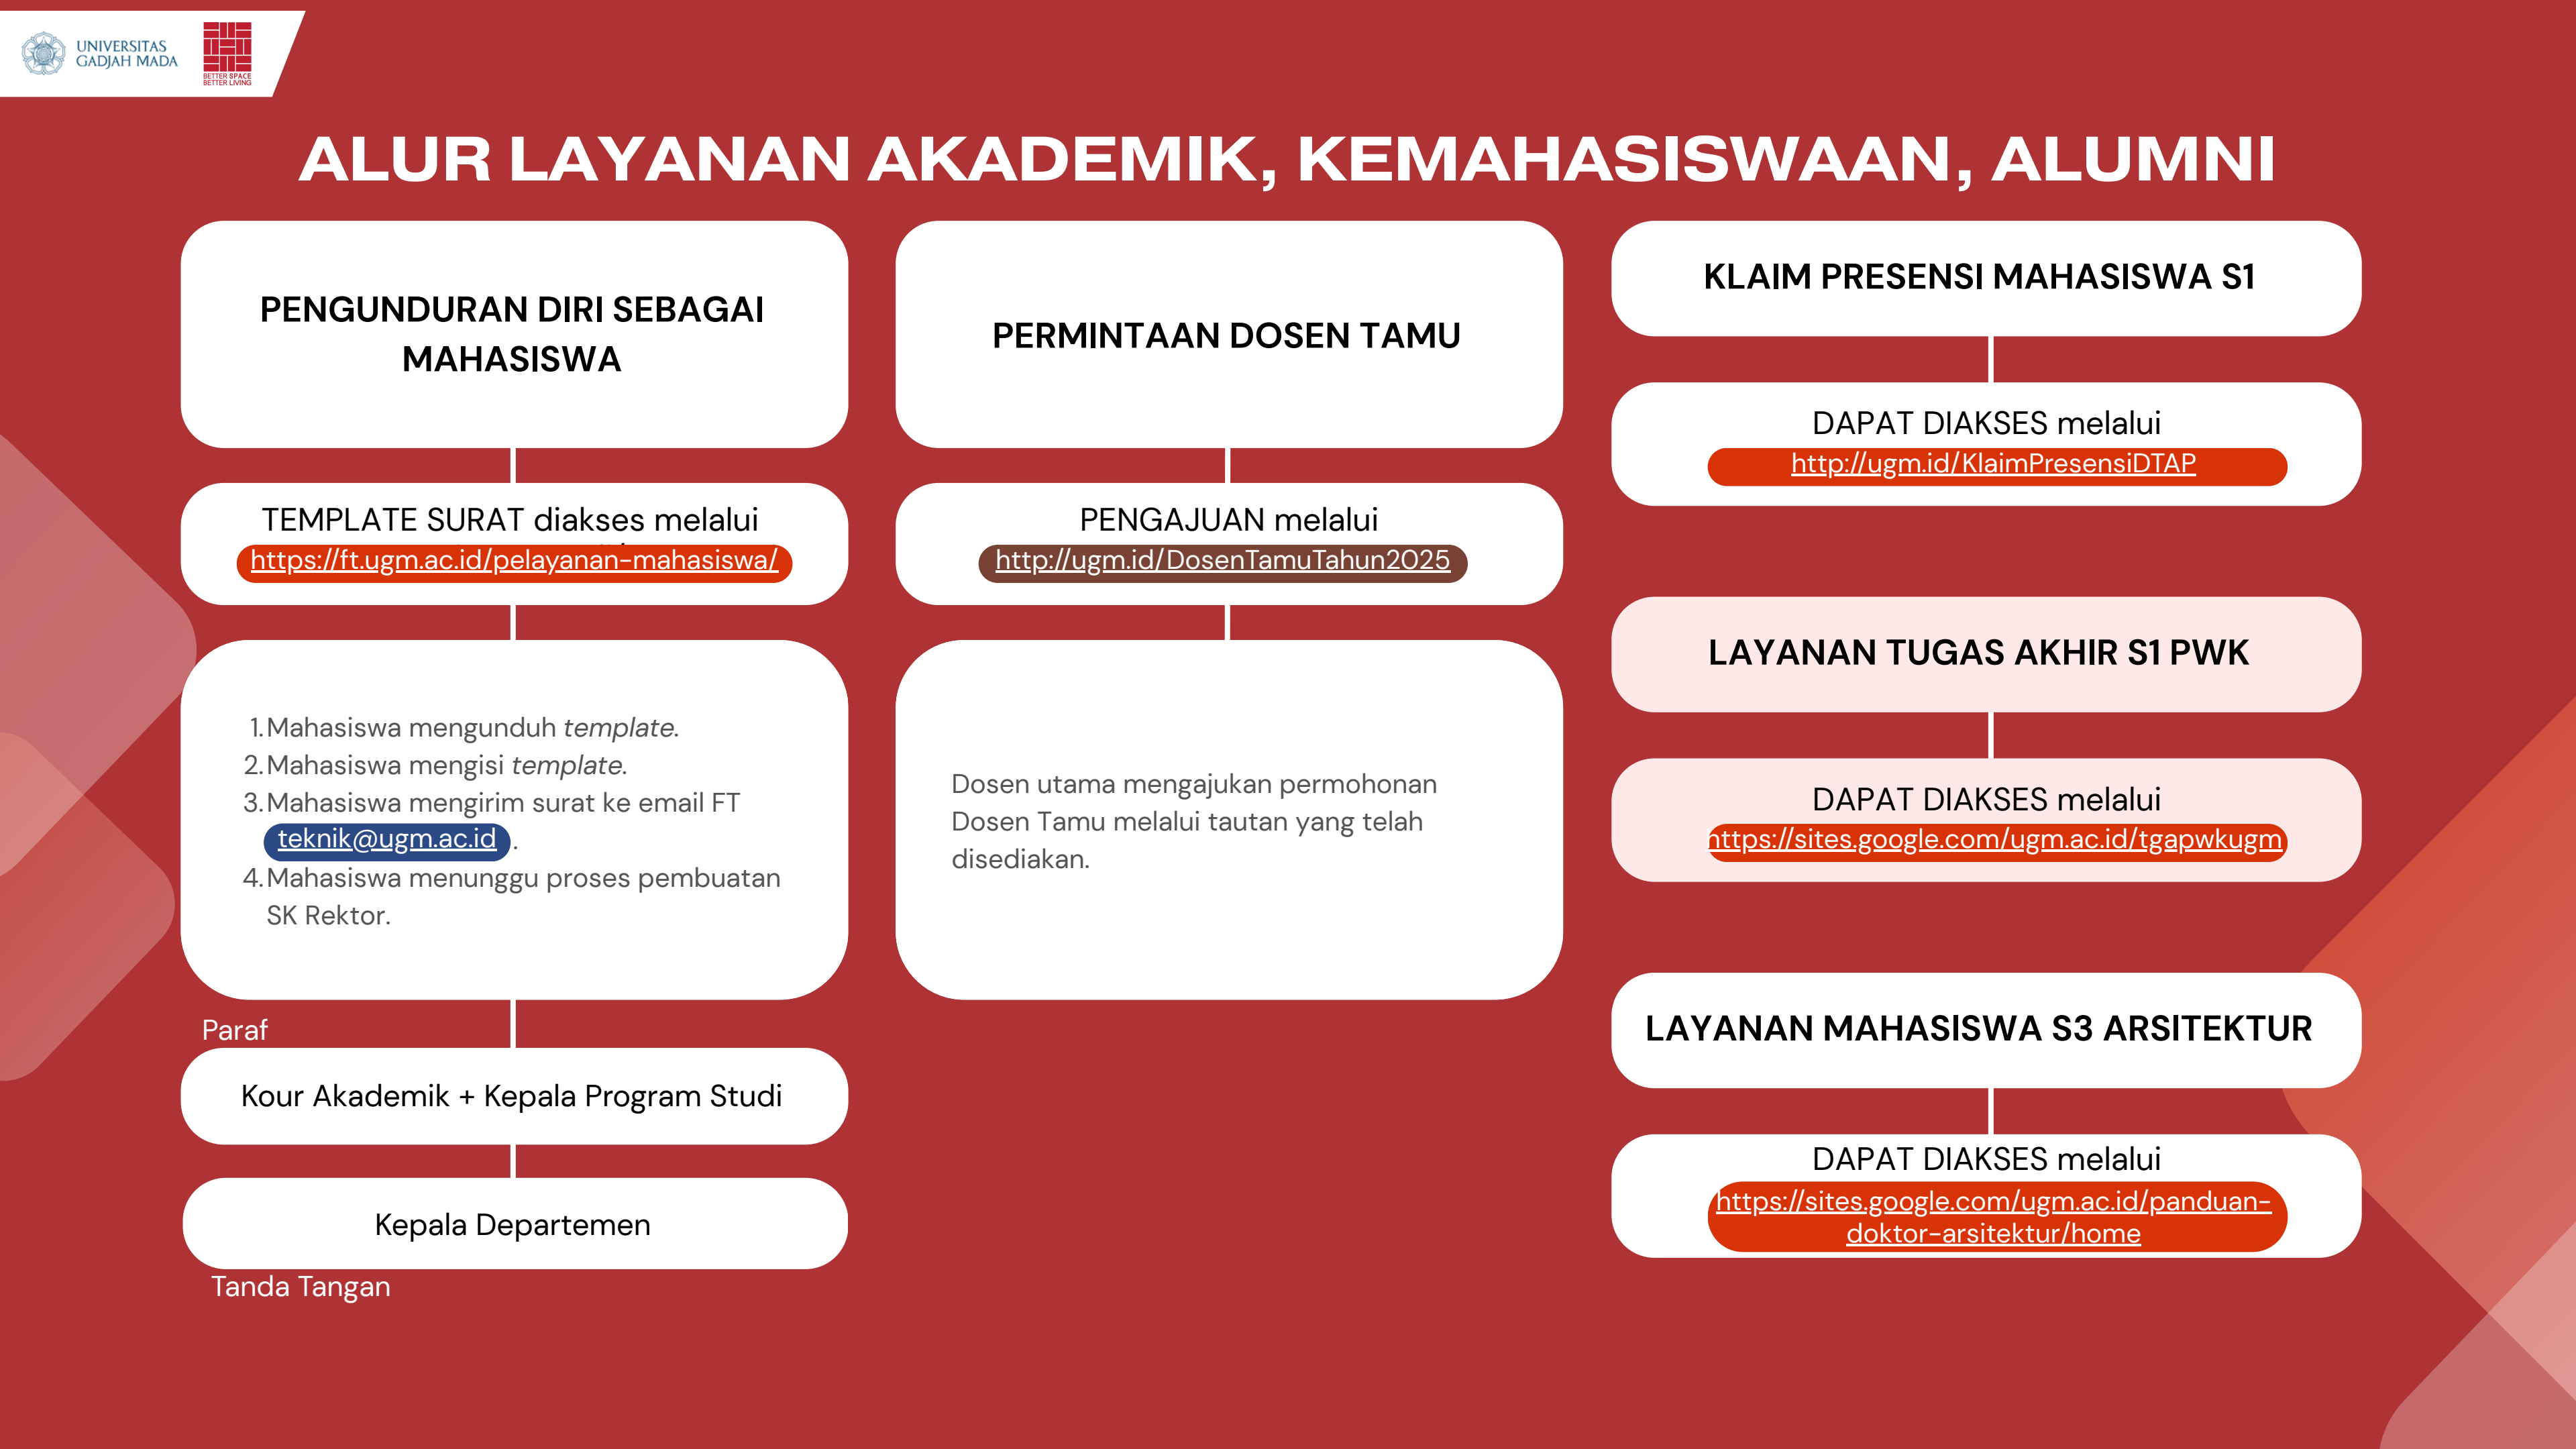 UNIVERSITAS
GADJAH MADA
BETTER SPACE
BETTER LIVING
ALUR LAYANAN AKADEMIK, KEMAHASISWAAN, ALUMNI
PENGUNDURAN DIRI SEBAGAI
MAHASISWA
TEMPLATE SURAT diakses melalui
https://ft.ugm.ac.id/pelayanan-mahasiswa/
1. Mahasiswa mengunduh template.
2. Mahasiswa mengisi template.
3. Mahasiswa mengirim surat ke email FT
teknik@ugm.ac.id .
4. Mahasiswa menunggu proses pembuatan
SK Rektor.
Paraf
Kour Akademik + Kepala Program Studi
Kepala Departemen
Tanda Tangan
PERMINTAAN DOSEN TAMU
PENGAJUAN melalui
http://ugm.id/DosenTamuTahun2025
Dosen utama mengajukan permohonan
Dosen Tamu melalui tautan yang telah
disediakan.
KLAIM PRESENSI MAHASISWA S1
DAPAT DIAKSES melalui
http://ugm.id/KlaimPresensiDTAP
LAYANAN TUGAS AKHIR S1 PWK
DAPAT DIAKSES melalui
https://sites.google.com/ugm.ac.id/tgapwkugm
LAYANAN MAHASISWA S3 ARSITEKTUR
DAPAT DIAKSES melalui
https://sites.google.com/ugm.ac.id/panduan-
doktor-arsitektur/home